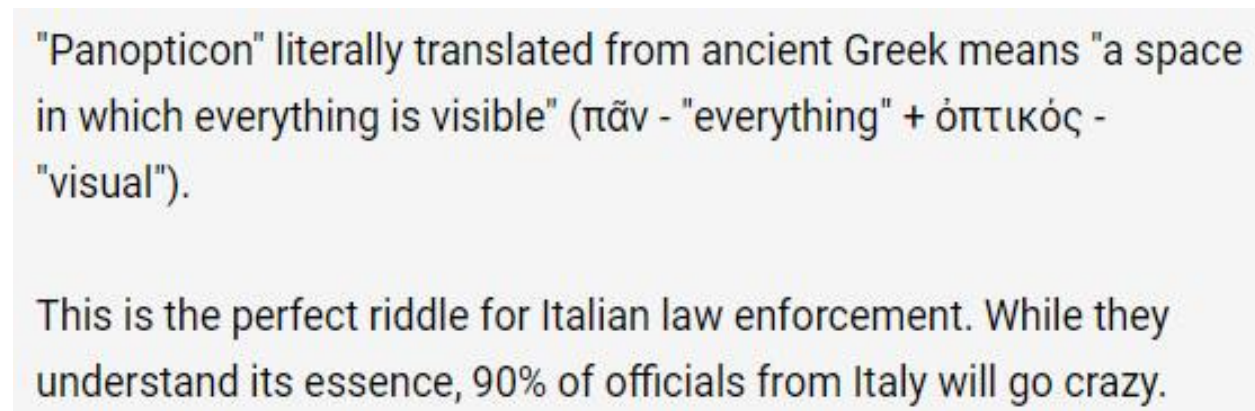 "Panopticon" literally translated from ancient Greek means "a space
in which everything is visible" (πᾶν - "everything" + ὀπτικός -
"visual").
This is the perfect riddle for Italian law enforcement. While they
understand its essence, 90% of officials from Italy will go crazy.